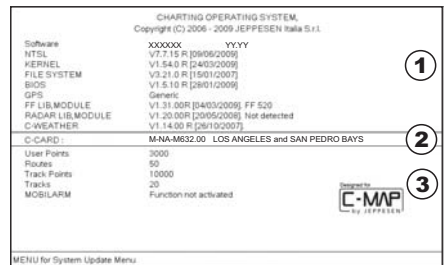 CHARTING OPERATING SYSTEM,
Copyright (C) 2006 - 2009 JEPPESEN Italia S.r.l.
Software XXXXXX YY.YY
NTSL V7.7.15 R [09/06/2009]
KERNEL V1.54.0 R [24/03/2009]
FILE SYSTEM V3.21.0 R [15/01/2007]
BIOS V1.5.10 R [28/01/2009]
GPS Generic
FF LIB,MODULE V1.31.00R [04/03/2009]. FF 520
RADAR LIB,MODULE V1.20.00R [20/05/2008]. Not detected
C-WEATHER V1.14.00 R [26/10/2007].
1
C-CARD : M-NA-M632.00 LOS ANGELES and SAN PEDRO BAYS
2
User Points 3000
Routes 50
Track Points 10000
Tracks 20
MOBILARM Function not activated
3
Designed for
C-MAP
by JEPPESEN
MENU for System Update Menu